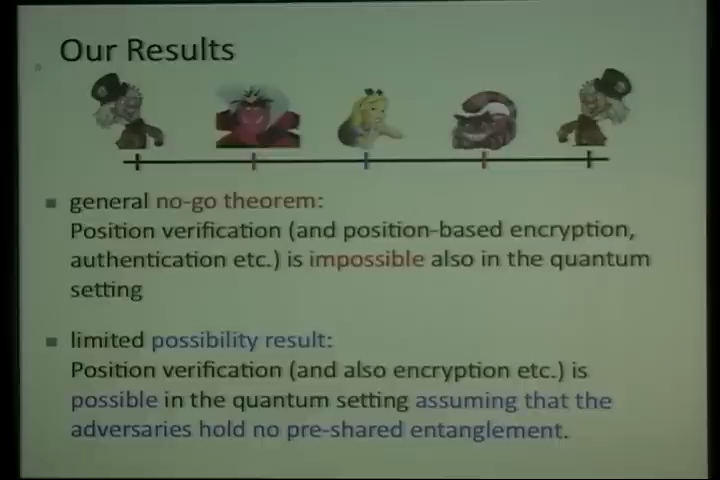 Our Results
general no-go theorem:
Position verification (and position-based encryption,
authentication etc.) is impossible also in the quantum
setting
limited possibility result:
Position verification (and also encryption etc.) is
possible in the quantum setting assuming that the
adversaries hold no pre-shared entanglement.